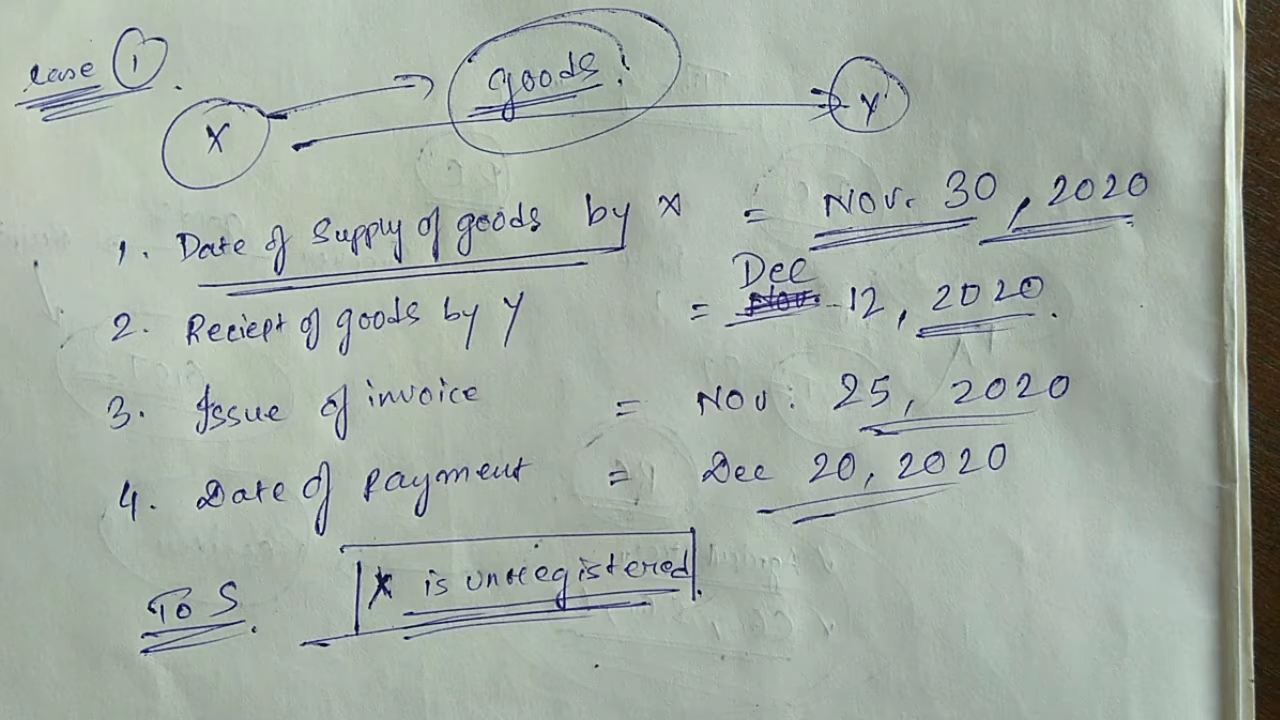 case 1.
X goods! Y
1. Date of Supply of goods by X = Nov. 30, 2020
2. Reciept of goods by Y = Dec 12, 2020.
3. Issue of invoice = Nov: 25, 2020
4. Date of Payment = Dec 20, 2020
ToS. X is unregistered.